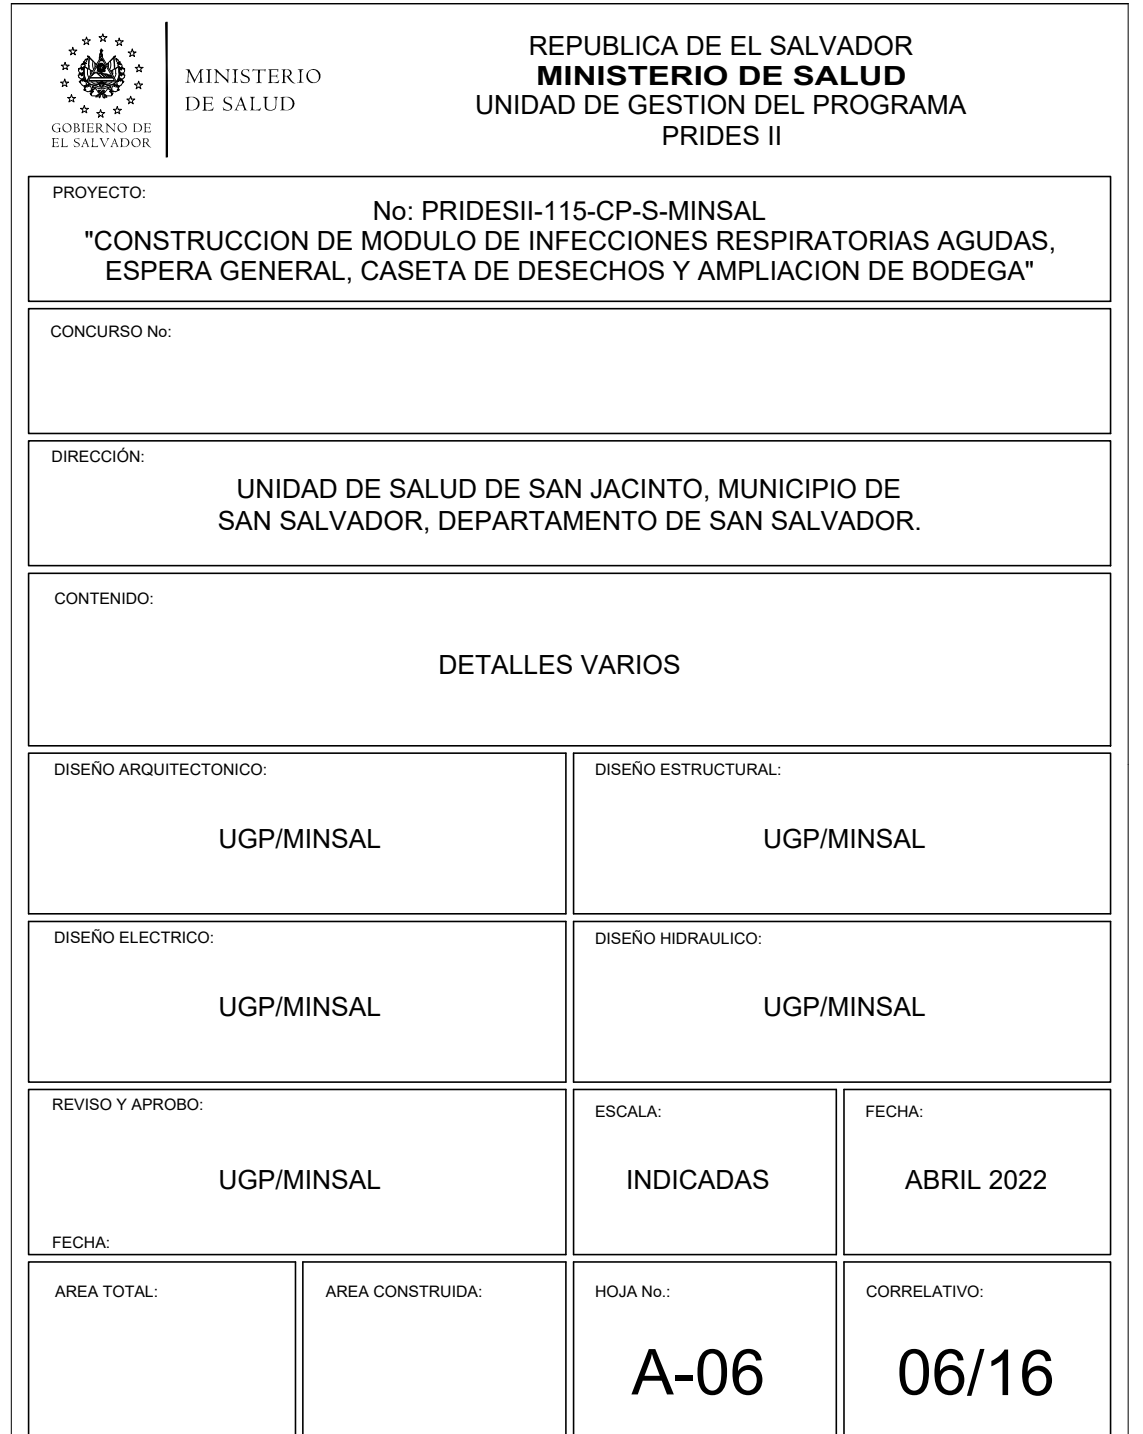 GOBIERNO DE
EL SALVADOR
MINISTERIO
DE SALUD
REPUBLICA DE EL SALVADOR
MINISTERIO DE SALUD
UNIDAD DE GESTION DEL PROGRAMA
PRIDES II
PROYECTO:
No: PRIDESII-115-CP-S-MINSAL
"CONSTRUCCION DE MODULO DE INFECCIONES RESPIRATORIAS AGUDAS,
ESPERA GENERAL, CASETA DE DESECHOS Y AMPLIACION DE BODEGA"
CONCURSO No:
DIRECCIÓN:
UNIDAD DE SALUD DE SAN JACINTO, MUNICIPIO DE
SAN SALVADOR, DEPARTAMENTO DE SAN SALVADOR.
CONTENIDO:
DETALLES VARIOS
DISEÑO ARQUITECTONICO:
UGP/MINSAL
DISEÑO ESTRUCTURAL:
UGP/MINSAL
DISEÑO ELECTRICO:
UGP/MINSAL
DISEÑO HIDRAULICO:
UGP/MINSAL
REVISO Y APROBO:
UGP/MINSAL
FECHA:
ESCALA:
INDICADAS
FECHA:
ABRIL 2022
AREA TOTAL:
AREA CONSTRUIDA:
HOJA No.:
A-06
CORRELATIVO:
06/16